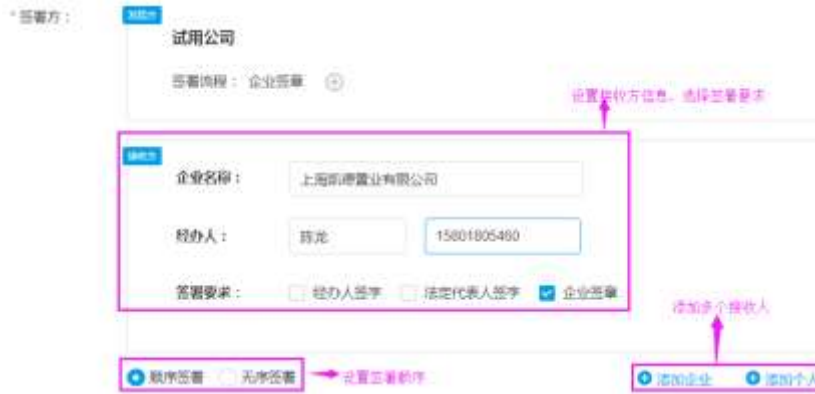 *签署方：
发起方
试用公司
签署流程： 企业签章
设置接收方信息、选择签署要求
接收方
企业名称： 上海凯德置业有限公司
经办人： 陈龙 15801805460
签署要求： 经办人签字 法定代表人签字 企业签章
添加多个接收人
顺序签署 无序签署 设置签署顺序 添加企业 添加个人